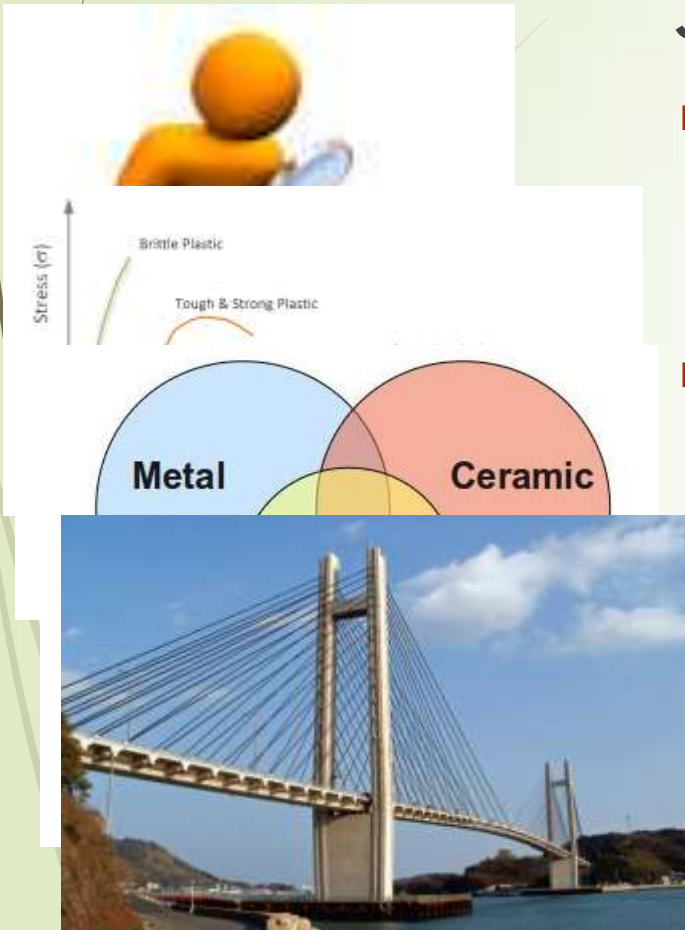 Stress (σ)
Brittle Plastic
Tough & Strong Plastic
Metal
Ceramic